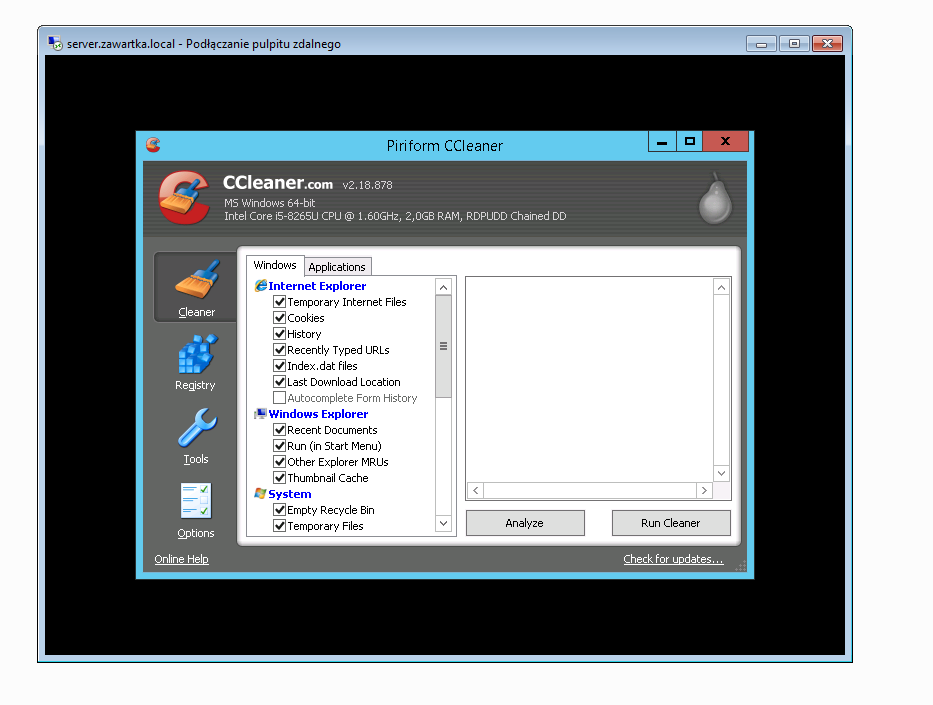 server.zawartka.local - Podłączanie pulpitu zdalnego
Piriform CCleaner
CCleaner.com v2.18.878
MS Windows 64-bit
Intel Core i5-8265U CPU @ 1.60GHz, 2,0GB RAM, RDPUDD Chained DD
Cleaner
Registry
Tools
Options
Windows
Applications
Internet Explorer
Temporary Internet Files
Cookies
History
Recently Typed URLs
Index.dat files
Last Download Location
Autocomplete Form History
Windows Explorer
Recent Documents
Run (in Start Menu)
Other Explorer MRUs
Thumbnail Cache
System
Empty Recycle Bin
Temporary Files
Analyze
Run Cleaner
Online Help
Check for updates...